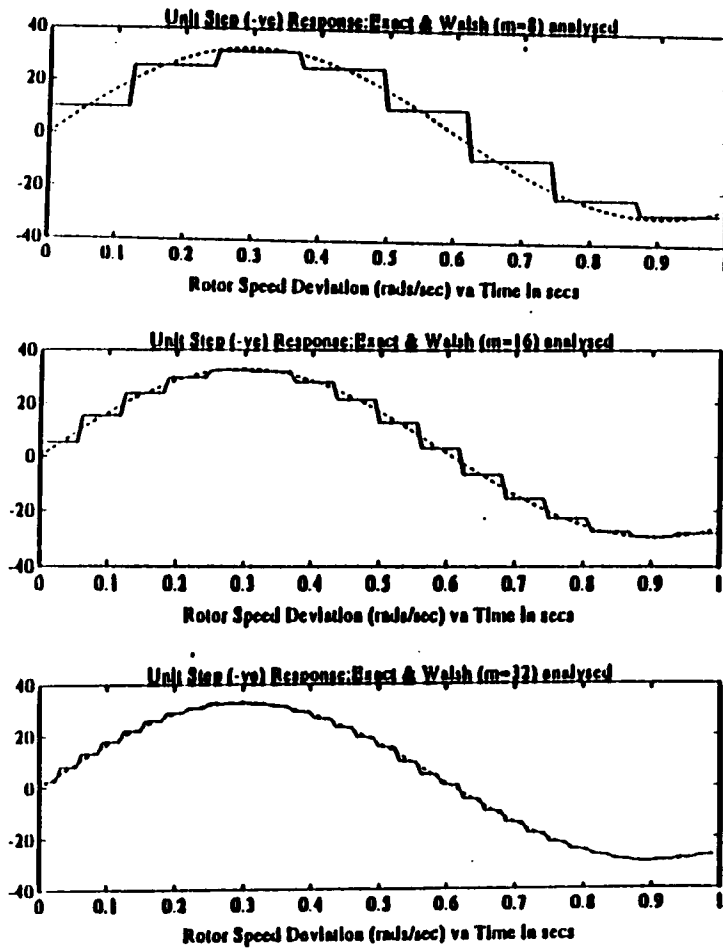 Unit Step (-ve) Response:Exact & Walsh (m=8) analysed
40
20
0
-20
-40
0 0.1 0.2 0.3 0.4 0.5 0.6 0.7 0.8 0.9 1
Rotor Speed Deviation (rads/sec) vs Time in secs
Unit Step (-ve) Response:Exact & Walsh (m=16) analysed
40
20
0
-20
-40
0 0.1 0.2 0.3 0.4 0.5 0.6 0.7 0.8 0.9 1
Rotor Speed Deviation (rads/sec) vs Time in secs
Unit Step (-ve) Response:Exact & Walsh (m=32) analysed
40
20
0
-20
-40
0 0.1 0.2 0.3 0.4 0.5 0.6 0.7 0.8 0.9 1
Rotor Speed Deviation (rads/sec) vs Time in secs